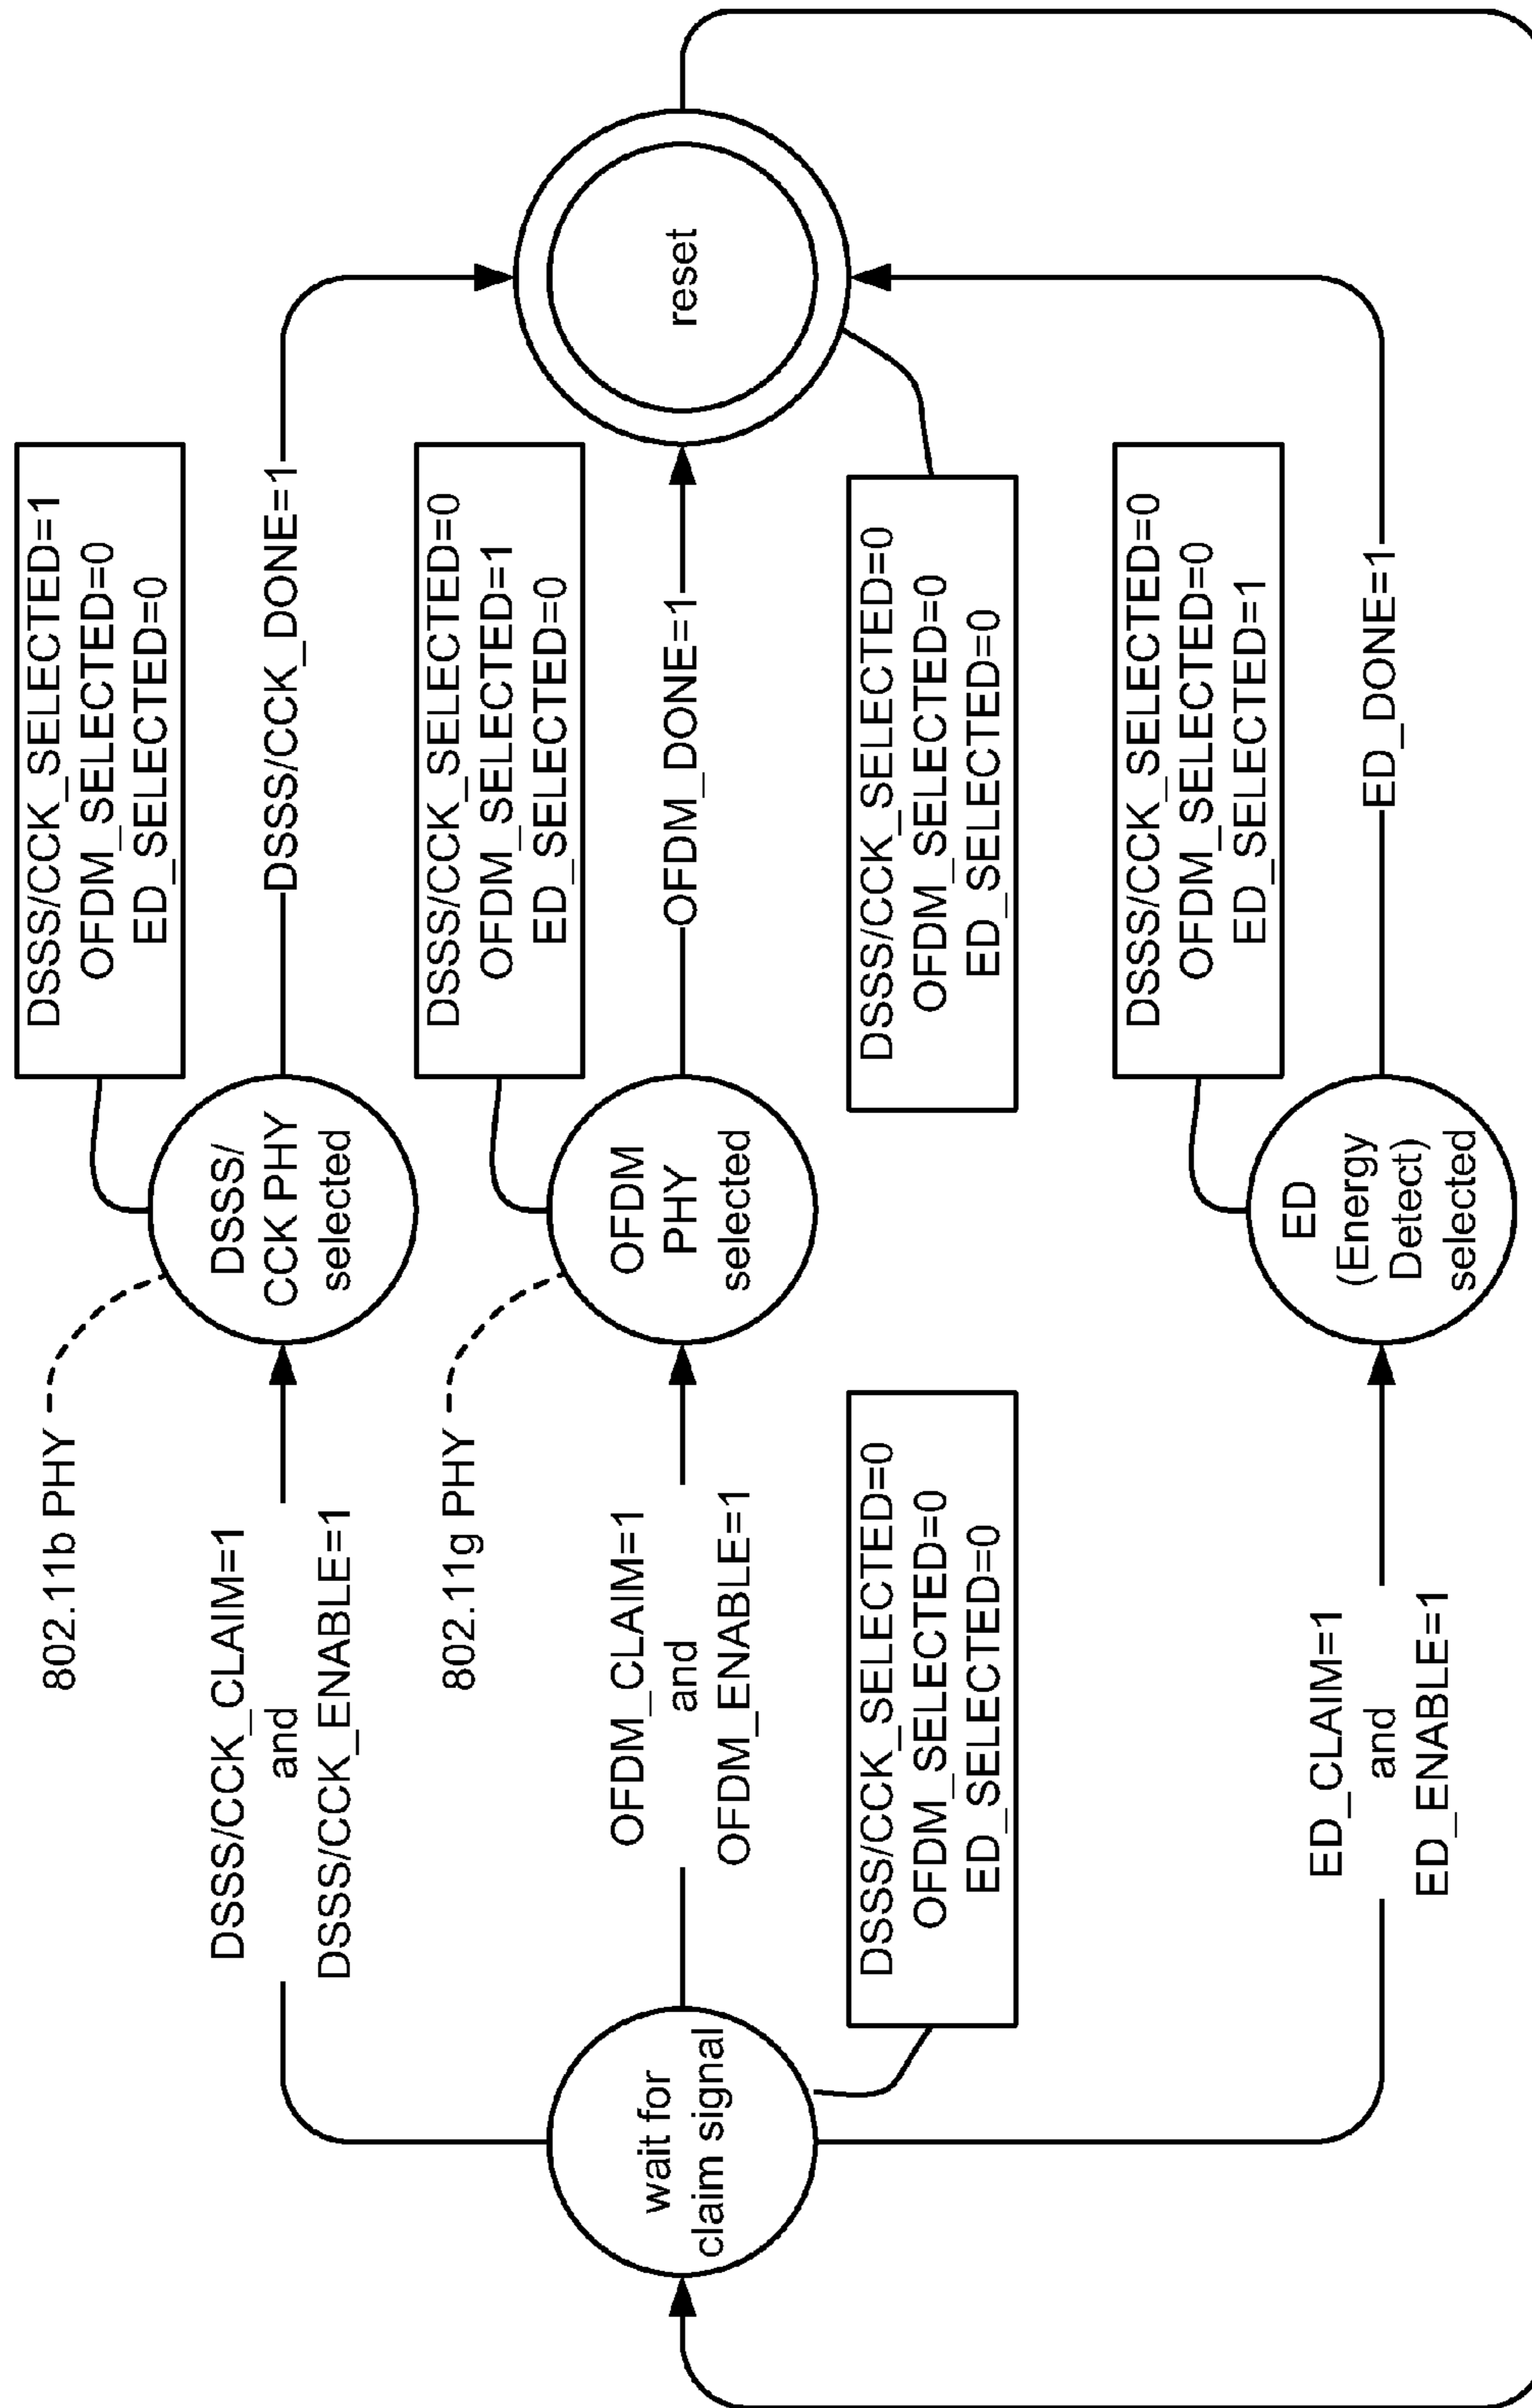 802.11b PHY
DSSS/CCK_CLAIM=1
and
DSSS/CCK_ENABLE=1
DSSS/
CCK PHY
selected
DSSS/CCK_SELECTED=1
OFDM_SELECTED=0
ED_SELECTED=0
DSSS/CCK_DONE=1
802.11g PHY
wait for
claim signal
OFDM_CLAIM=1
and
OFDM_ENABLE=1
OFDM
PHY
selected
DSSS/CCK_SELECTED=0
OFDM_SELECTED=1
ED_SELECTED=0
OFDM_DONE=1
reset
DSSS/CCK_SELECTED=0
OFDM_SELECTED=0
ED_SELECTED=0
DSSS/CCK_SELECTED=0
OFDM_SELECTED=0
ED_SELECTED=0
ED_CLAIM=1
and
ED_ENABLE=1
ED
(Energy
Detect)
selected
DSSS/CCK_SELECTED=0
OFDM_SELECTED=0
ED_SELECTED=1
ED_DONE=1